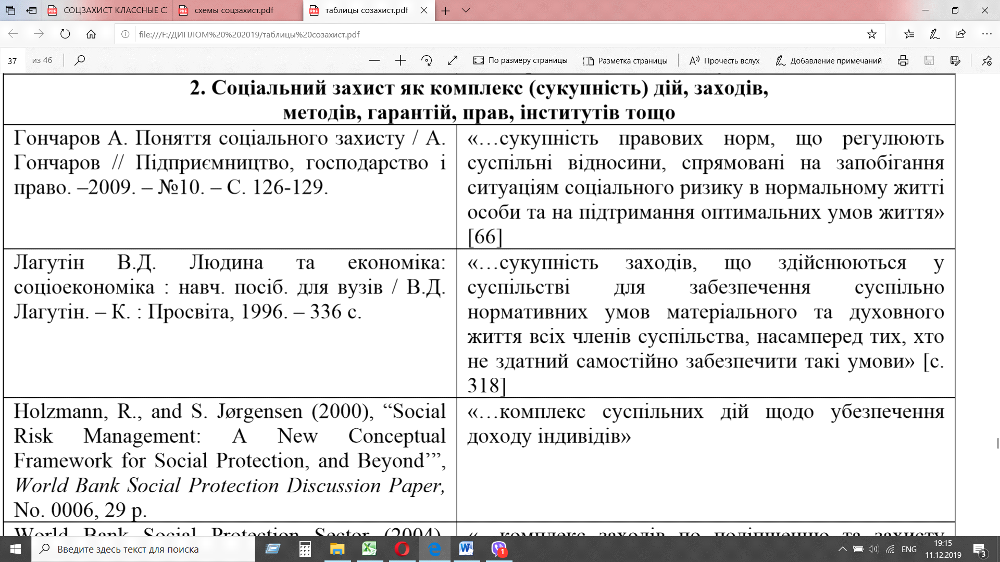 СОЦЗАХИСТ КЛАССНЫЕ СХ
схемы соцзахист.pdf
таблицы созахист.pdf
file:///F:/ДИПЛОМ%20%202019/таблицы%20созахист.pdf
37 из 46
По размеру страницы
Разметка страницы
Прочесть вслух
Добавление примечаний
2. Соціальний захист як комплекс (сукупність) дій, заходів,
методів, гарантій, прав, інститутів тощо
Гончаров А. Поняття соціального захисту / А.
Гончаров // Підприємництво, господарство і
право. –2009. – №10. – С. 126-129.
«…сукупність правових норм, що регулюють
суспільні відносини, спрямовані на запобігання
ситуаціям соціального ризику в нормальному житті
особи та на підтримання оптимальних умов життя»
[66]
Лагутін В.Д. Людина та економіка:
соціоекономіка : навч. посіб. для вузів / В.Д.
Лагутін. – К. : Просвіта, 1996. – 336 с.
«…сукупність заходів, що здійснюються у
суспільстві для забезпечення суспільно
нормативних умов матеріального та духовного
життя всіх членів суспільства, насамперед тих, хто
не здатний самостійно забезпечити такі умови» [с.
318]
Holzmann, R., and S. Jørgensen (2000), “Social
Risk Management: A New Conceptual
Framework for Social Protection, and Beyond’”,
World Bank Social Protection Discussion Paper,
No. 0006, 29 p.
«…комплекс суспільних дій щодо убезпечення
доходу індивідів»
World Bank Social Protection Sector (2004).
«…комплекс заходів по поліпшенню та захисту
Введите здесь текст для поиска
1
ENG
19:15
11.12.2019
3